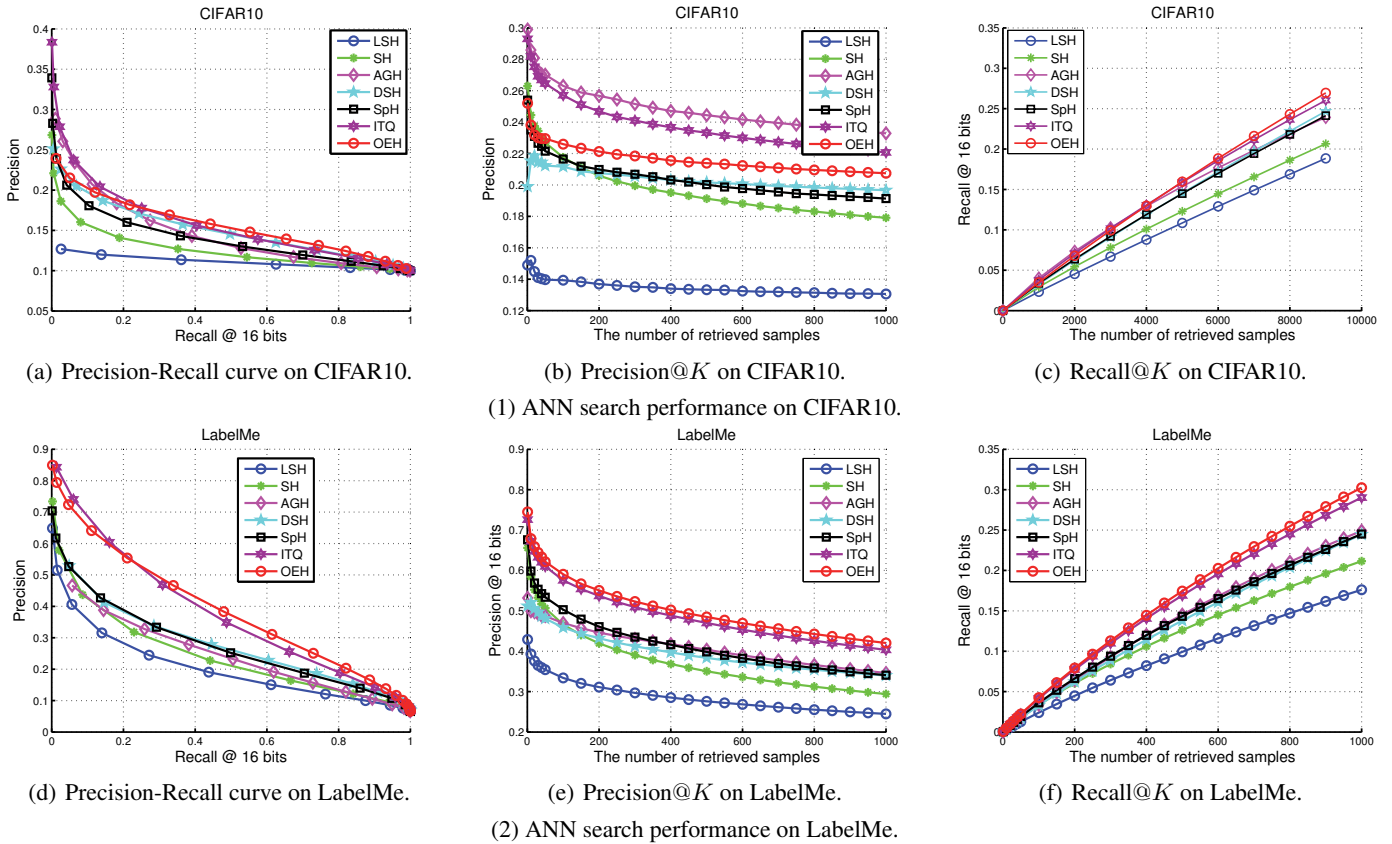 CIFAR10
Precision
0.4
0.35
0.3
0.25
0.2
0.15
0.1
0.05
0
0.2
0.4
0.6
0.8
1
Recall @ 16 bits
LSH
SH
AGH
DSH
SpH
ITQ
OEH
(a) Precision-Recall curve on CIFAR10.
CIFAR10
Precision
0.3
0.28
0.26
0.24
0.22
0.2
0.18
0.16
0.14
0.12
0
200
400
600
800
1000
The number of retrieved samples
LSH
SH
AGH
DSH
SpH
ITQ
OEH
(b) Precision@K on CIFAR10.
CIFAR10
Recall @ 16 bits
0.35
0.3
0.25
0.2
0.15
0.1
0.05
0
0
2000
4000
6000
8000
10000
The number of retrieved samples
LSH
SH
AGH
DSH
SpH
ITQ
OEH
(c) Recall@K on CIFAR10.
(1) ANN search performance on CIFAR10.
LabelMe
Precision
0.9
0.8
0.7
0.6
0.5
0.4
0.3
0.2
0.1
0
0
0.2
0.4
0.6
0.8
1
Recall @ 16 bits
LSH
SH
AGH
DSH
SpH
ITQ
OEH
(d) Precision-Recall curve on LabelMe.
LabelMe
Precision @ 16 bits
0.9
0.8
0.7
0.6
0.5
0.4
0.3
0.2
0
200
400
600
800
1000
The number of retrieved samples
LSH
SH
AGH
DSH
SpH
ITQ
OEH
(e) Precision@K on LabelMe.
LabelMe
Recall @ 16 bits
0.35
0.3
0.25
0.2
0.15
0.1
0.05
0
0
200
400
600
800
1000
The number of retrieved samples
LSH
SH
AGH
DSH
SpH
ITQ
OEH
(f) Recall@K on LabelMe.
(2) ANN search performance on LabelMe.